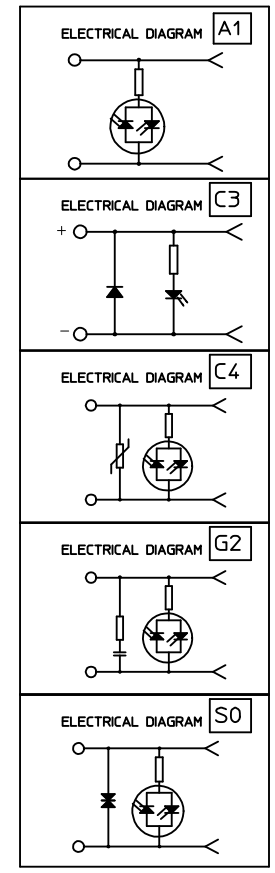 ELECTRICAL DIAGRAM A1
ELECTRICAL DIAGRAM C3
+
−
ELECTRICAL DIAGRAM C4
ELECTRICAL DIAGRAM G2
ELECTRICAL DIAGRAM S0